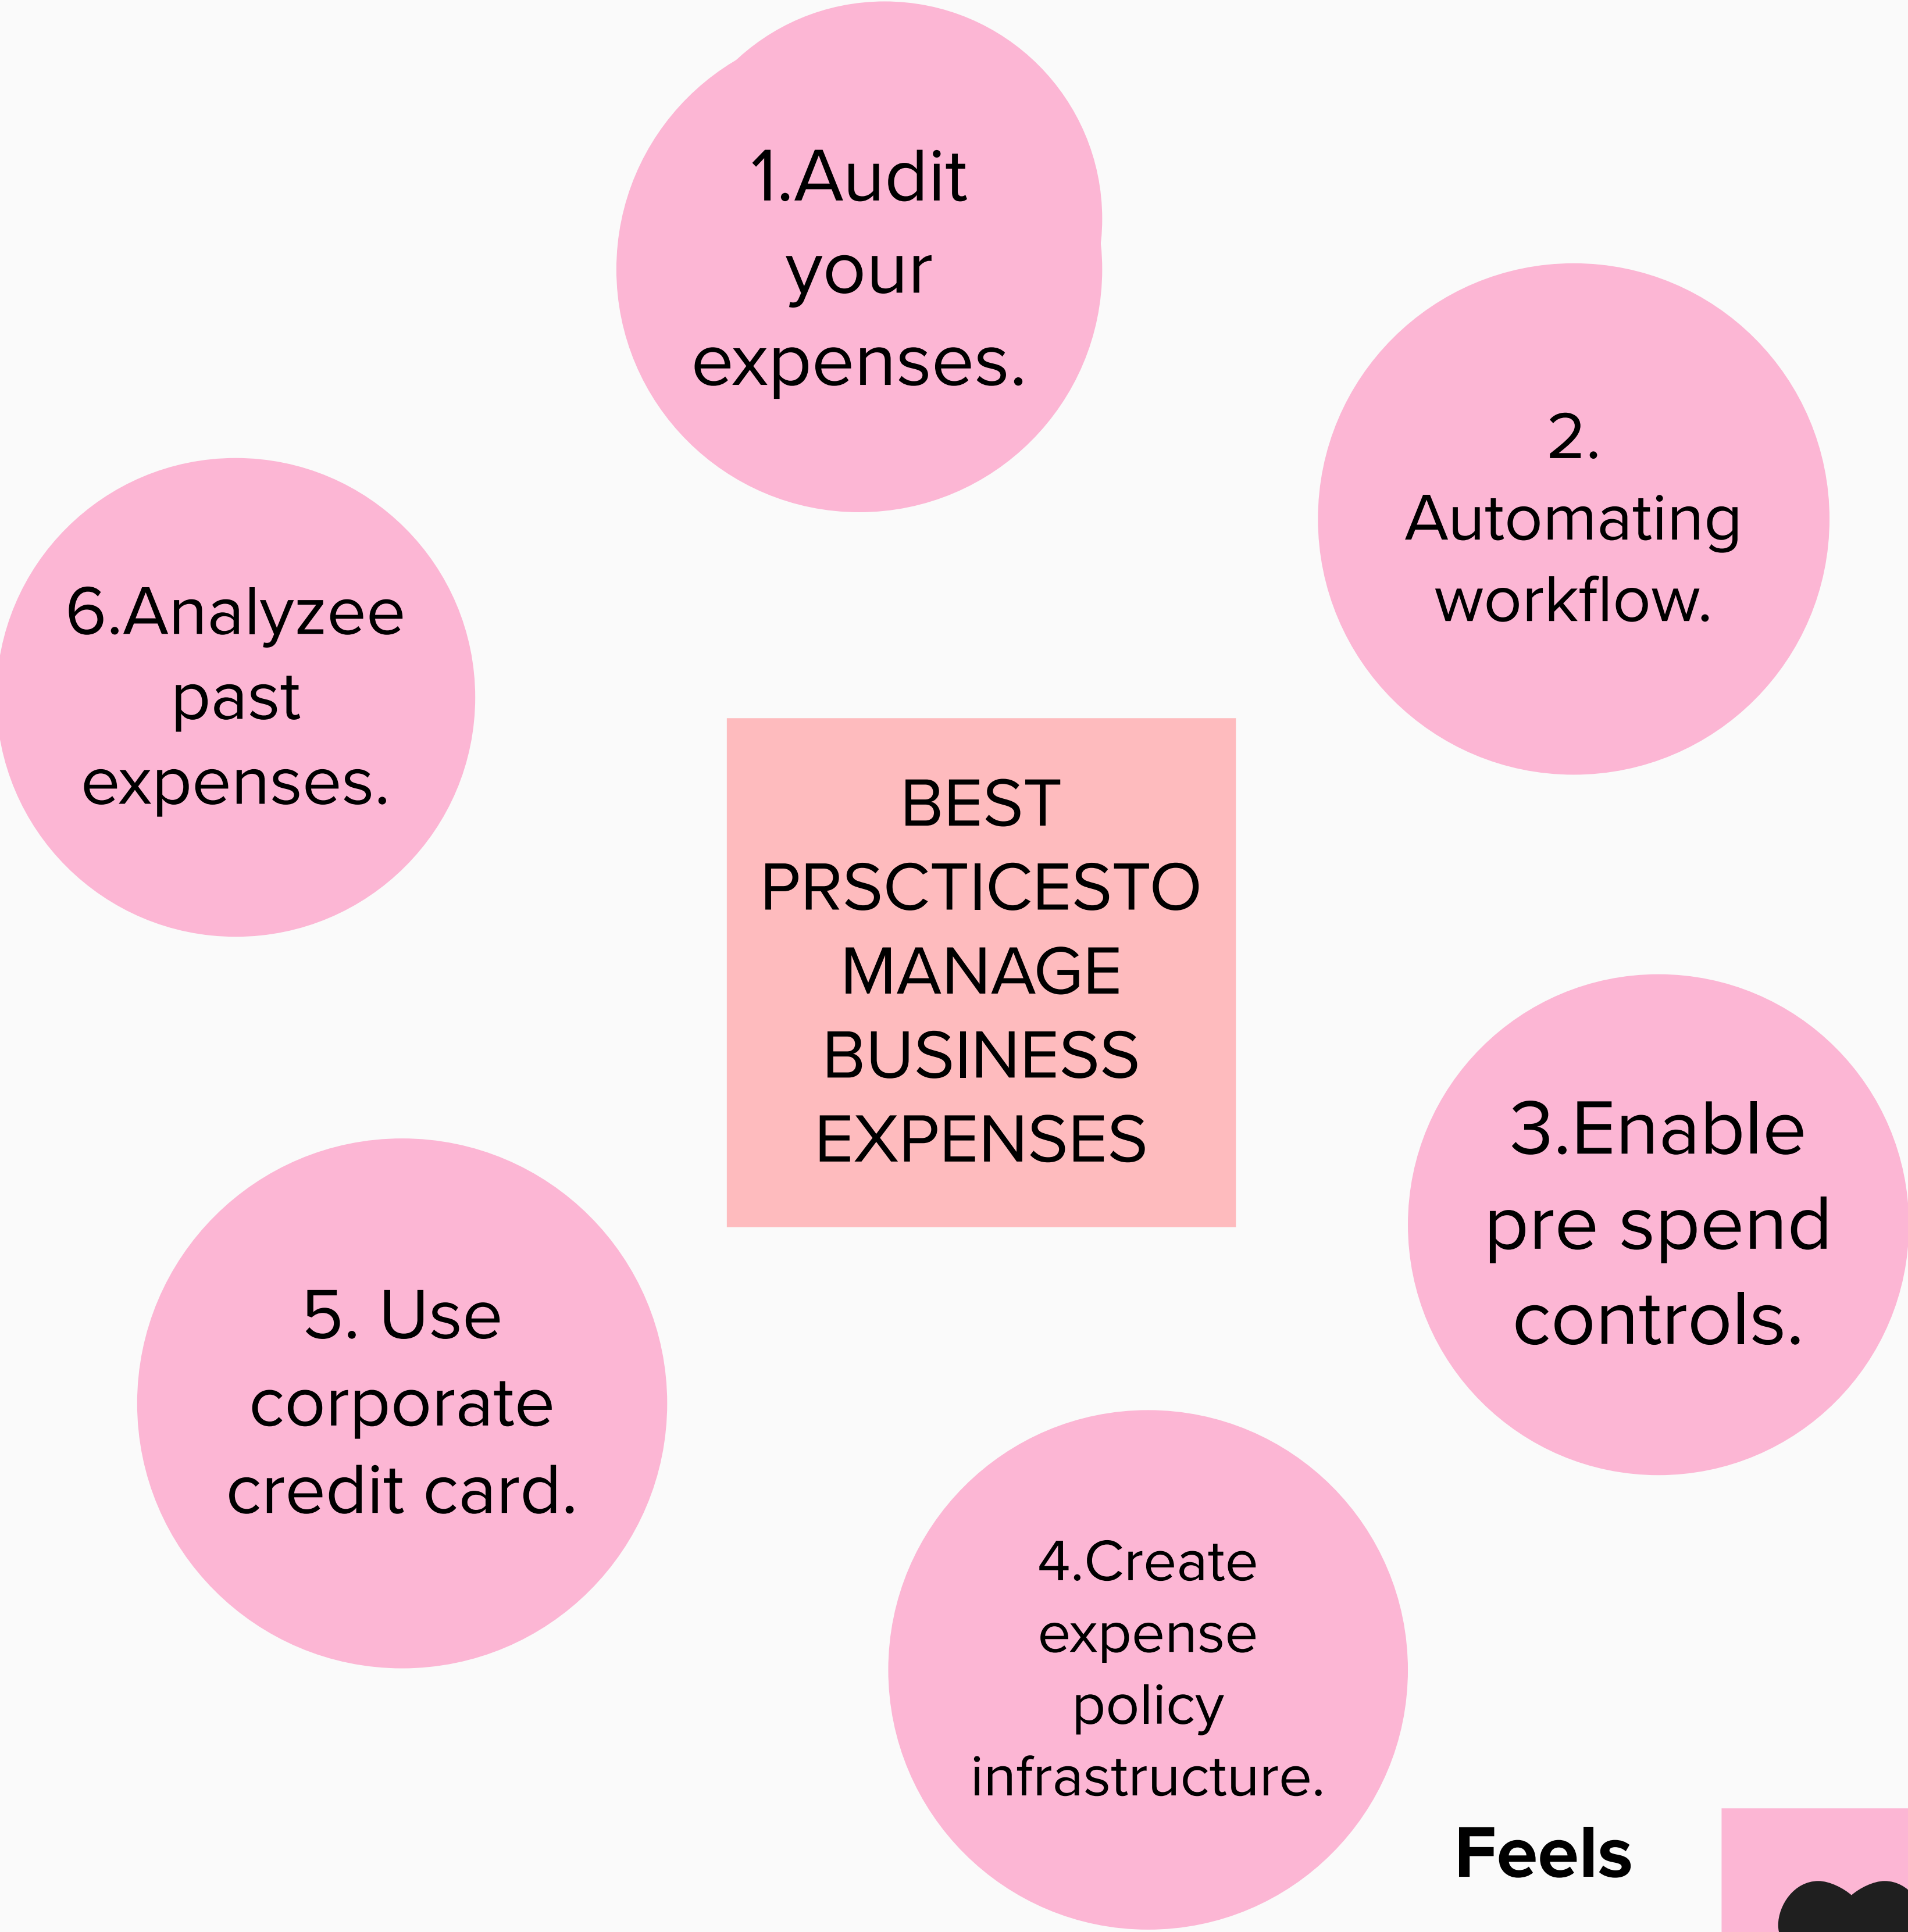 1.Audit
your
expenses.
2.
Automating
workflow.
6.Analyzee
past
expenses.
BEST
PRSCTICESTO
MANAGE
BUSINESS
EXPENSES
3.Enable
pre spend
controls.
5. Use
corporate
credit card.
4.Create
expense
policy
infrastructure.
Feels